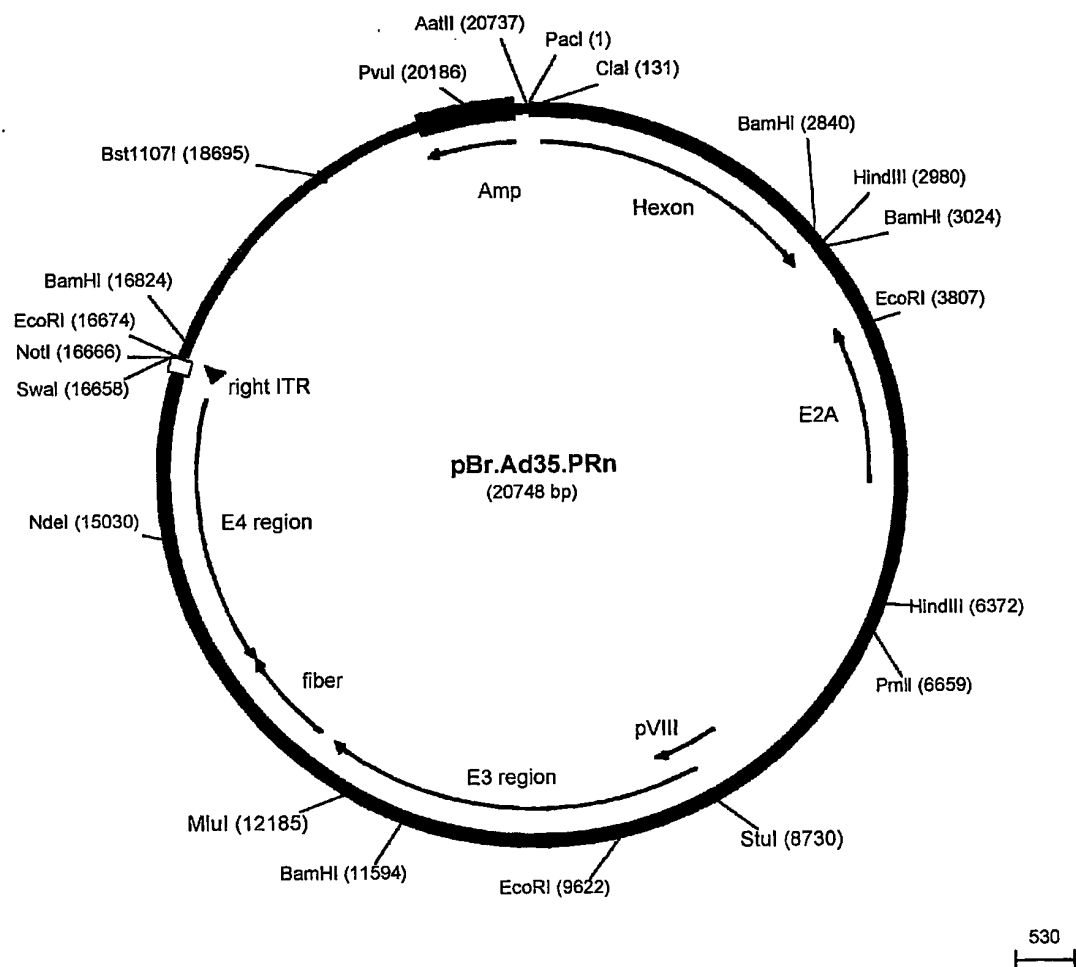 AatII (20737)
PacI (1)
PvuI (20186)
ClaI (131)
BamHI (2840)
Bst1107I (18695)
HindIII (2980)
Amp
Hexon
BamHI (3024)
BamHI (16824)
EcoRI (3807)
EcoRI (16674)
NotI (16666)
SwaI (16658)
right ITR
E2A
pBr.Ad35.PRn
(20748 bp)
NdeI (15030)
E4 region
HindIII (6372)
fiber
PmlI (6659)
pVIII
E3 region
MluI (12185)
StuI (8730)
BamHI (11594)
EcoRI (9622)
530